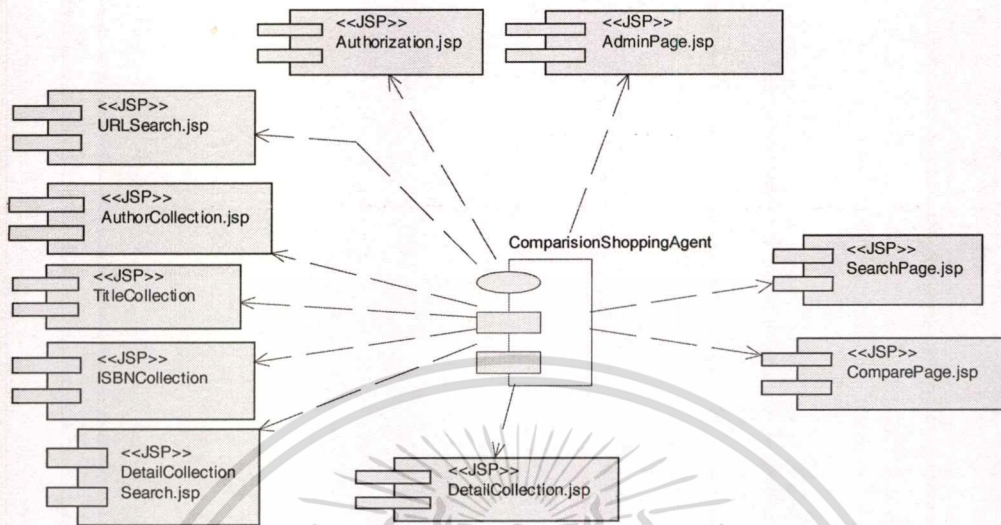 <<JSP>>
Authorization.jsp
<<JSP>>
AdminPage.jsp
<<JSP>>
URLSearch.jsp
<<JSP>>
AuthorCollection.jsp
ComparisionShoppingAgent
<<JSP>>
SearchPage.jsp
<<JSP>>
TitleCollection
<<JSP>>
ISBNCollection
<<JSP>>
ComparePage.jsp
<<JSP>>
DetailCollection
Search.jsp
<<JSP>>
DetailCollection.jsp